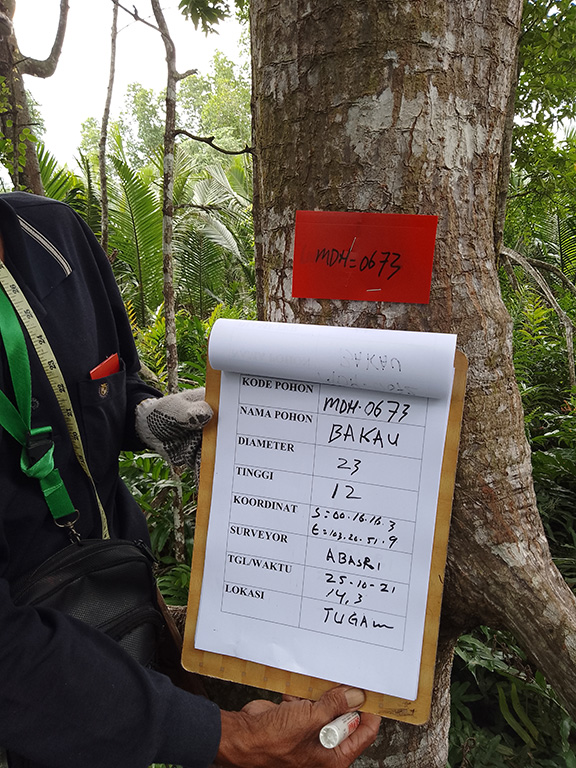 MDH=0673
BAKAU
KODE POHON MDH-0673
NAMA POHON BAKAU
DIAMETER 23
TINGGI 12
KOORDINAT S=00.16.16.3
E=103.26.51.9
SURVEYOR ABASRI
TGL/WAKTU 25-10-21
14,3
LOKASI TUGAM